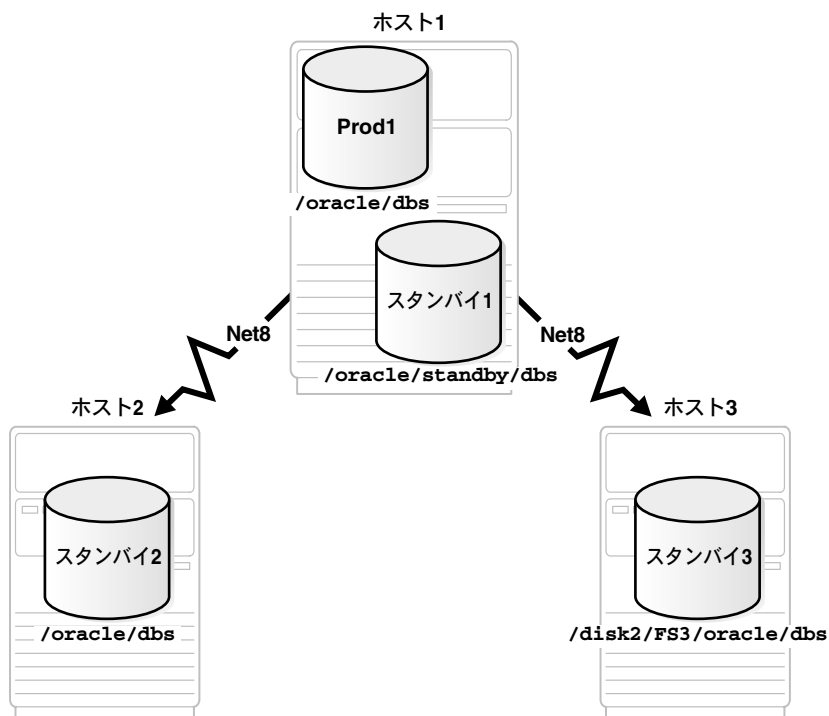 ホスト1
Prod1
/oracle/dbs
スタンバイ1
Net8
Net8
/oracle/standby/dbs
ホスト2
ホスト3
スタンバイ2
スタンバイ3
/oracle/dbs
/disk2/FS3/oracle/dbs